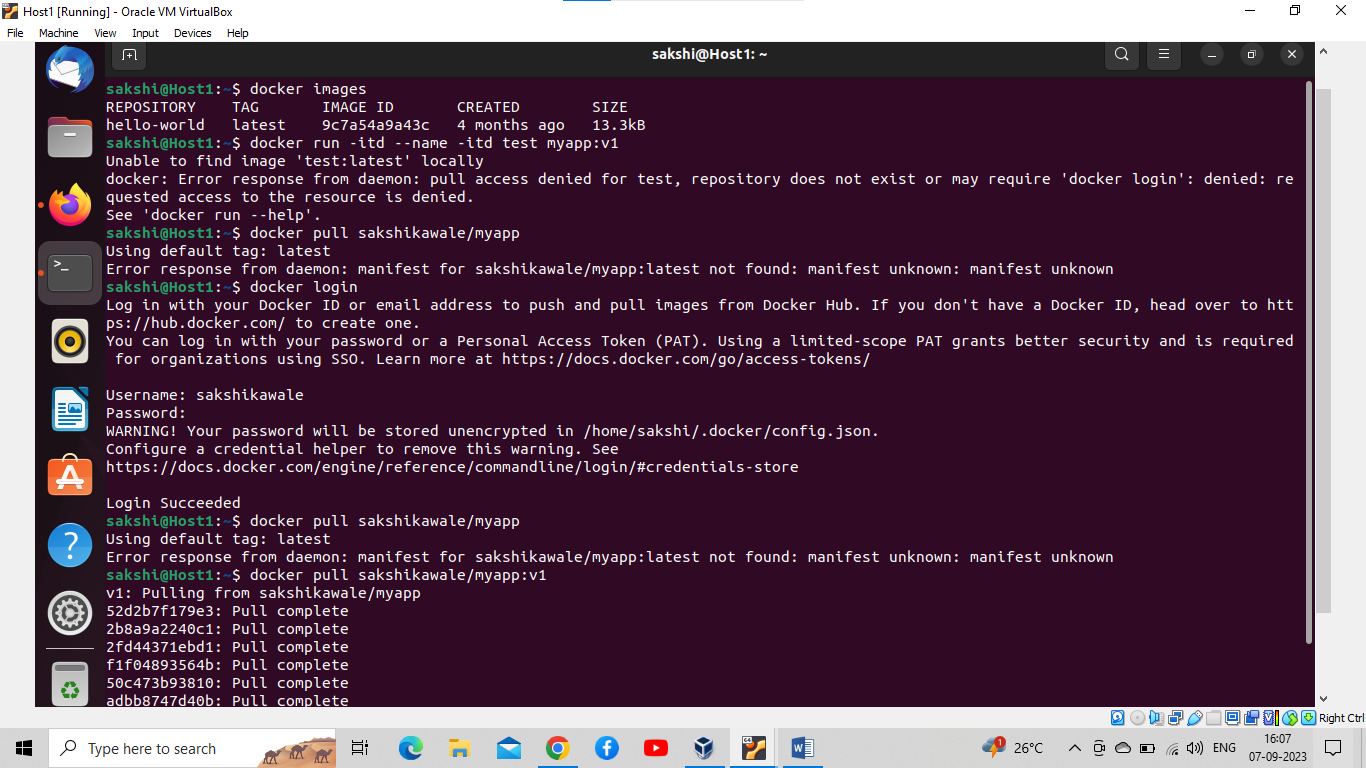 Host1 [Running] - Oracle VM VirtualBox
File Machine View Input Devices Help
sakshi@Host1: ~
sakshi@Host1:~$ docker images
REPOSITORY    TAG       IMAGE ID       CREATED        SIZE
hello-world   latest    9c7a54a9a43c   4 months ago   13.3kB
sakshi@Host1:~$ docker run -itd --name -itd test myapp:v1
Unable to find image 'test:latest' locally
docker: Error response from daemon: pull access denied for test, repository does not exist or may require 'docker login': denied: re
quested access to the resource is denied.
See 'docker run --help'.
sakshi@Host1:~$ docker pull sakshikawale/myapp
Using default tag: latest
Error response from daemon: manifest for sakshikawale/myapp:latest not found: manifest unknown: manifest unknown
sakshi@Host1:~$ docker login
Log in with your Docker ID or email address to push and pull images from Docker Hub. If you don't have a Docker ID, head over to htt
ps://hub.docker.com/ to create one.
You can log in with your password or a Personal Access Token (PAT). Using a limited-scope PAT grants better security and is required
 for organizations using SSO. Learn more at https://docs.docker.com/go/access-tokens/
Username: sakshikawale
Password:
WARNING! Your password will be stored unencrypted in /home/sakshi/.docker/config.json.
Configure a credential helper to remove this warning. See
https://docs.docker.com/engine/reference/commandline/login/#credentials-store
Login Succeeded
sakshi@Host1:~$ docker pull sakshikawale/myapp
Using default tag: latest
Error response from daemon: manifest for sakshikawale/myapp:latest not found: manifest unknown: manifest unknown
sakshi@Host1:~$ docker pull sakshikawale/myapp:v1
v1: Pulling from sakshikawale/myapp
52d2b7f179e3: Pull complete
2b8a9a2240c1: Pull complete
2fd44371ebd1: Pull complete
f1f04893564b: Pull complete
50c473b93810: Pull complete
adbb8747d40b: Pull complete
Right Ctrl
Type here to search
1
64
26°C
ENG
16:07
07-09-2023